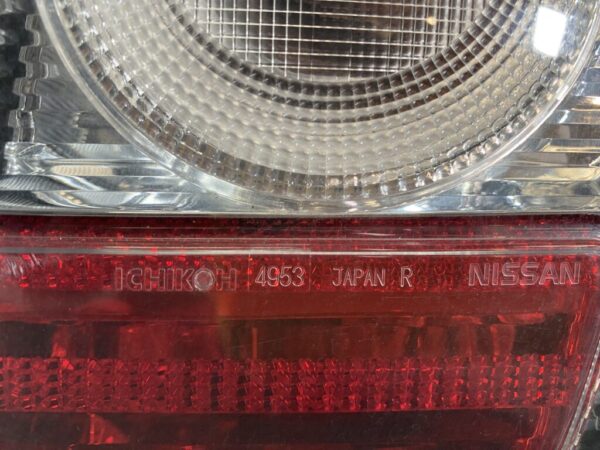 ICHIKOH 4953 JAPAN R NISSAN